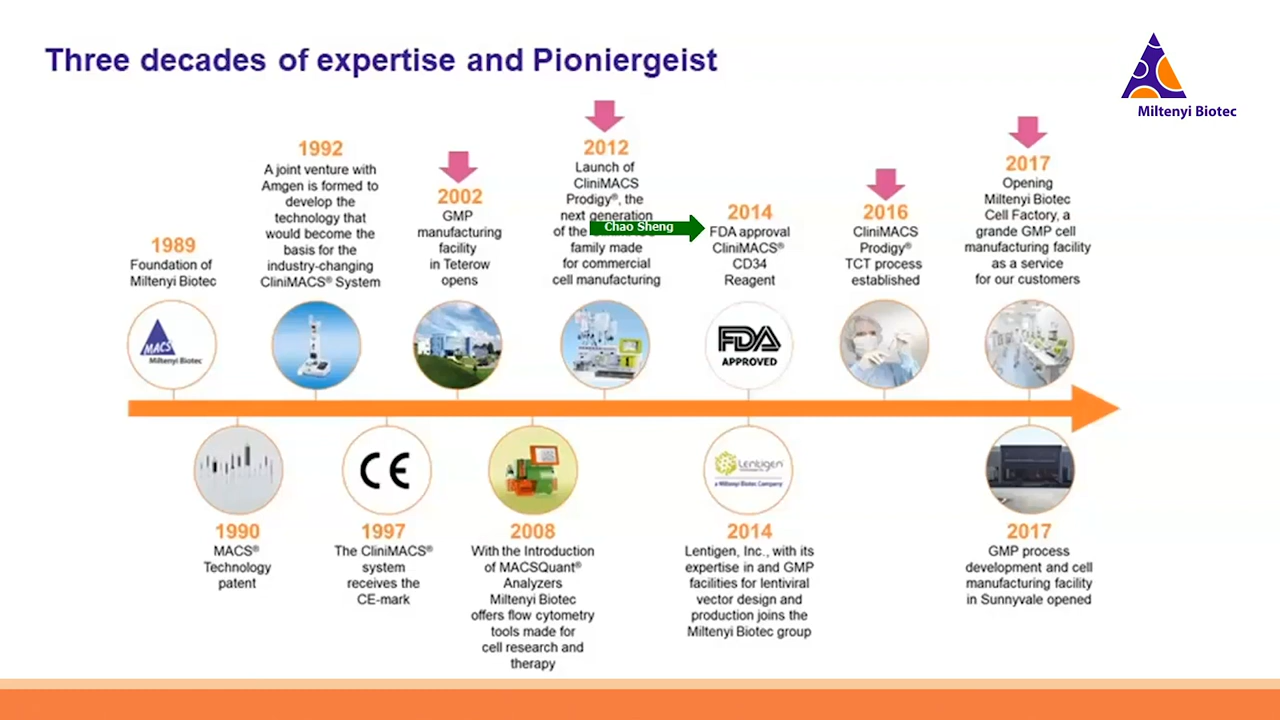 Three decades of expertise and Pioniergeist
Miltenyi Biotec
1989
Foundation of
Miltenyi Biotec
1992
A joint venture with
Amgen is formed to
develop the
technology that
would become the
basis for the
industry-changing
CliniMACS® System
2002
GMP
manufacturing
facility
in Teterow
opens
2012
Launch of
CliniMACS
Prodigy®, the
next generation
of the
family made
for commercial
cell manufacturing
Chao Sheng
2014
FDA approval
CliniMACS®
CD34
Reagent
2016
CliniMACS
Prodigy®
TCT process
established
2017
Opening
Miltenyi Biotec
Cell Factory, a
grande GMP cell
manufacturing facility
as a service
for our customers
MACS
Miltenyi Biotec
FDA
APPROVED
CE
Lentigen
a Miltenyi Biotec Company
1990
MACS®
Technology
patent
1997
The CliniMACS®
system
receives the
CE-mark
2008
With the Introduction
of MACSQuant®
Analyzers
Miltenyi Biotec
offers flow cytometry
tools made for
cell research and
therapy
2014
Lentigen, Inc., with its
expertise in and GMP
facilities for lentiviral
vector design and
production joins the
Miltenyi Biotec group
2017
GMP process
development and cell
manufacturing facility
in Sunnyvale opened